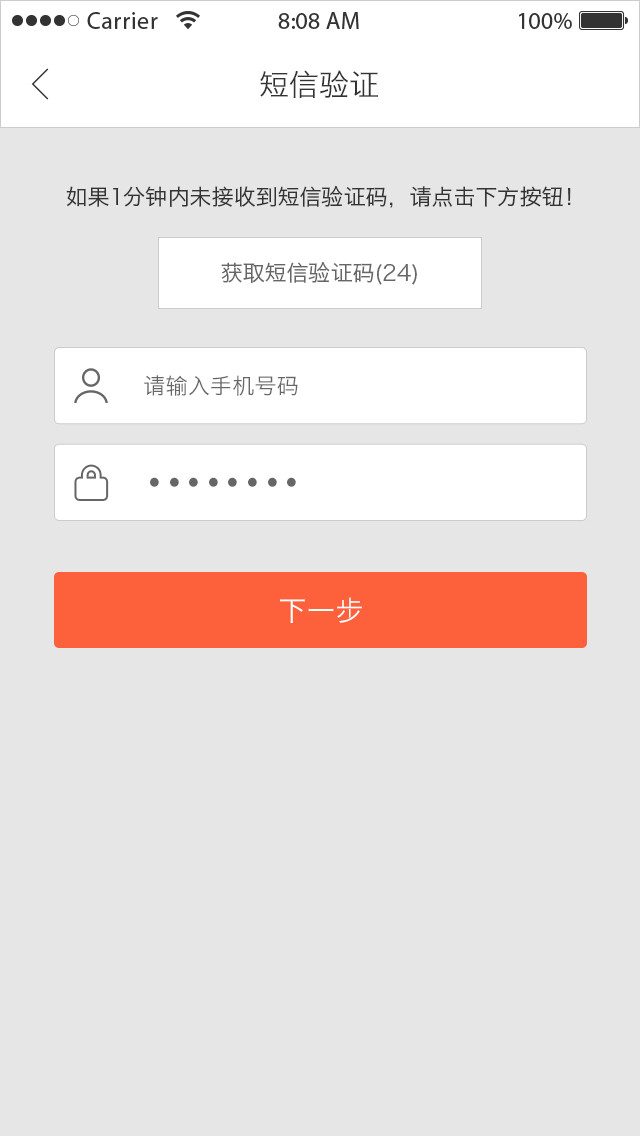 Carrier 8:08 AM 100%
短信验证
如果1分钟内未接收到短信验证码，请点击下方按钮！
获取短信验证码(24)
请输入手机号码
••••••••
下一步